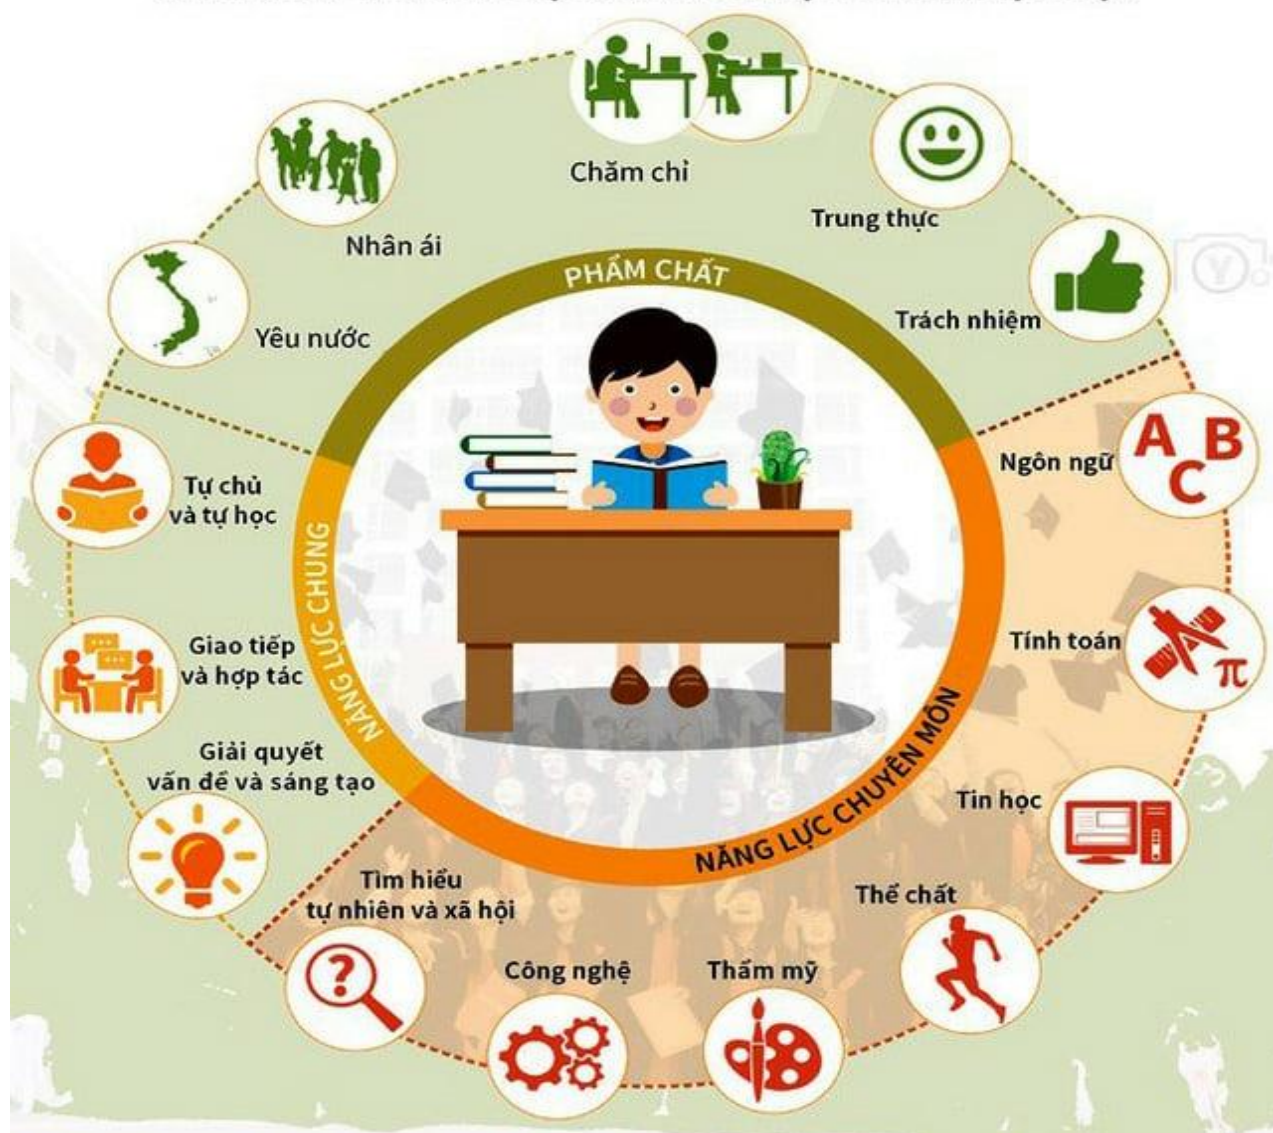 Chăm chỉ
Trung thực
Nhân ái
Trách nhiệm
Yêu nước
PHẨM CHẤT
Tự chủ
và tự học
Giao tiếp
và hợp tác
Giải quyết
vấn đề và sáng tạo
NĂNG LỰC CHUNG
Ngôn ngữ
A B
C
Tính toán
π
Tin học
Thể chất
Thẩm mỹ
Công nghệ
Tìm hiểu
tự nhiên và xã hội
?
NĂNG LỰC CHUYÊN MÔN